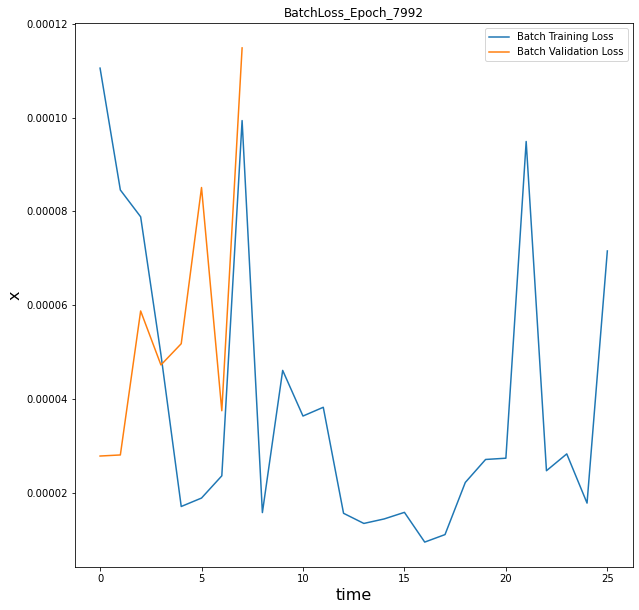 BatchLoss_Epoch_7992
Batch Training Loss
Batch Validation Loss
0.00012
0.00010
0.00008
0.00006
0.00004
0.00002
x
0 5 10 15 20 25
time